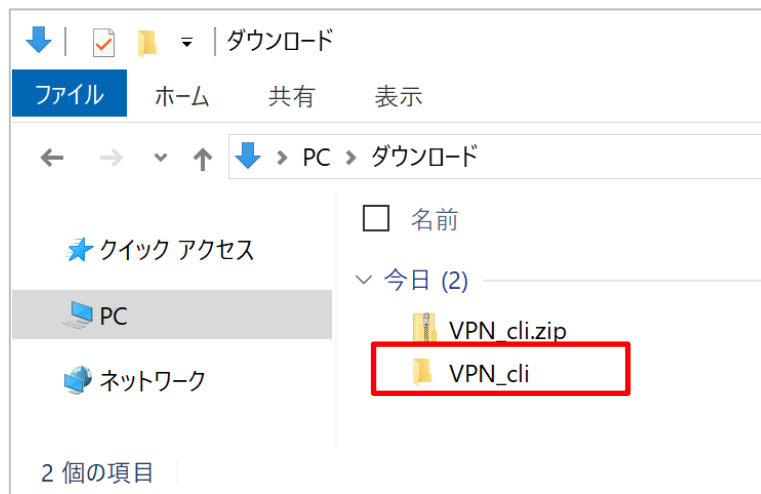 ダウンロード
ファイル ホーム 共有 表示
PC ダウンロード
名前
クイック アクセス
今日 (2)
PC
VPN_cli.zip
ネットワーク
VPN_cli
2 個の項目